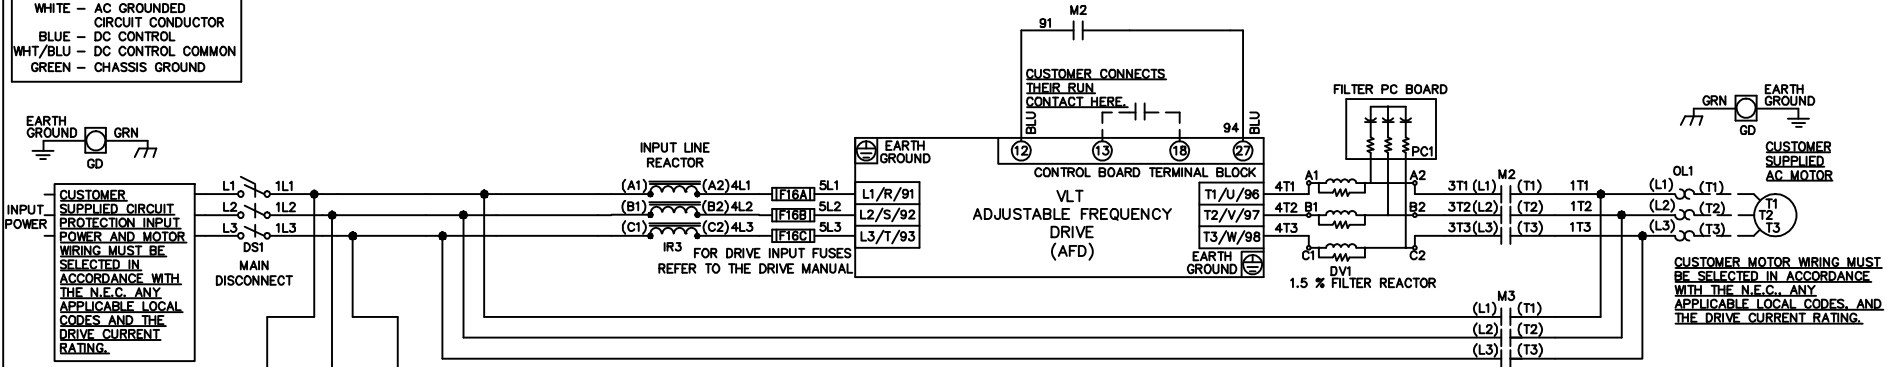 WHITE – AC GROUNDED
CIRCUIT CONDUCTOR
BLUE – DC CONTROL
WHT/BLU – DC CONTROL COMMON
GREEN – CHASSIS GROUND
EARTH
GROUND
GRN
GD
INPUT
POWER
CUSTOMER
SUPPLIED CIRCUIT
PROTECTION INPUT
POWER AND MOTOR
WIRING MUST BE
SELECTED IN
ACCORDANCE WITH
THE N.E.C. ANY
APPLICABLE LOCAL
CODES AND THE
DRIVE CURRENT
RATING.
L1 1L1
L2 1L2
L3 1L3
DS1
MAIN
DISCONNECT
INPUT LINE
REACTOR
(A1) (A2) 4L1 F16A 5L1
(B1) (B2) 4L2 F16B 5L2
(C1) (C2) 4L3 F16C 5L3
IR3
FOR DRIVE INPUT FUSES
REFER TO THE DRIVE MANUAL
M2
91
CUSTOMER CONNECTS
THEIR RUN
CONTACT HERE.
BLU
94
BLU
12 13 18 27
CONTROL BOARD TERMINAL BLOCK
EARTH
GROUND
L1/R/91
L2/S/92
L3/T/93
VLT
ADJUSTABLE FREQUENCY
DRIVE
(AFD)
T1/U/96
T2/V/97
T3/W/98
EARTH
GROUND
FILTER PC BOARD
PC1
4T1 A1 A2
4T2 B1 B2
4T3 C1 C2
DV1
1.5 % FILTER REACTOR
M2
3T1 (L1) (T1) 1T1
3T2 (L2) (T2) 1T2
3T3 (L3) (T3) 1T3
M3
(L1) (T1)
(L2) (T2)
(L3) (T3)
GRN
GD
EARTH
GROUND
CUSTOMER
SUPPLIED
AC MOTOR
OL1
(L1) (T1)
(L2) (T2)
(L3) (T3)
T1
T2
T3
CUSTOMER MOTOR WIRING MUST
BE SELECTED IN ACCORDANCE
WITH THE N.E.C., ANY
APPLICABLE LOCAL CODES, AND
THE DRIVE CURRENT RATING.